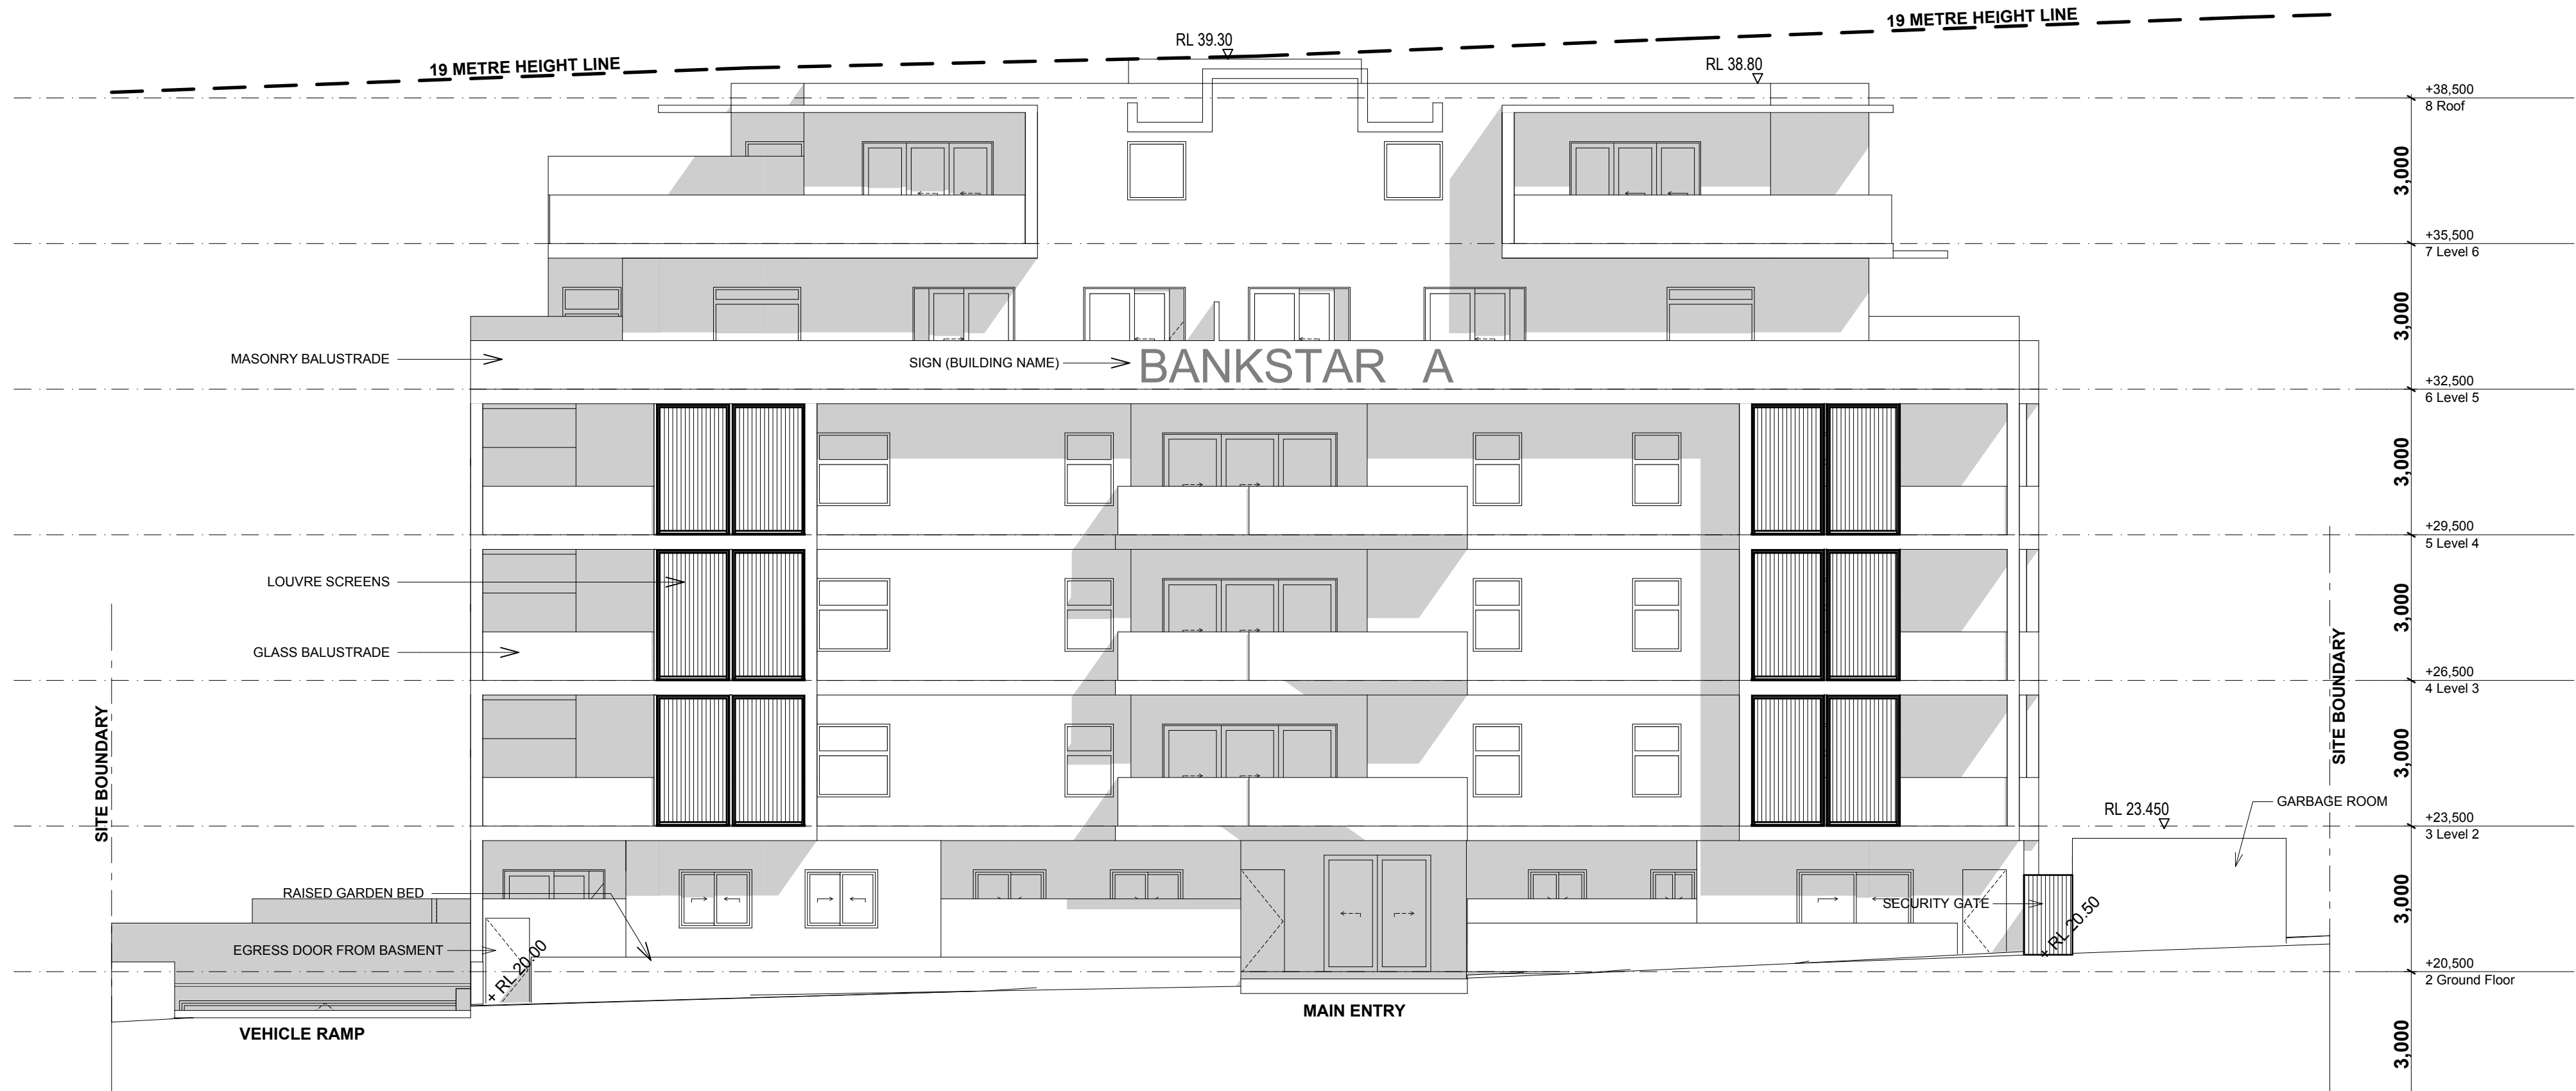 19 METRE HEIGHT LINE
RL 39.30
19 METRE HEIGHT LINE
RL 38.80
+38,500
8 Roof
3,000
+35,500
7 Level 6
3,000
MASONRY BALUSTRADE
SIGN (BUILDING NAME)
BANKSTAR A
+32,500
6 Level 5
3,000
+29,500
5 Level 4
LOUVRE SCREENS
3,000
GLASS BALUSTRADE
+26,500
4 Level 3
SITE BOUNDARY
SITE BOUNDARY
3,000
RL 23.450
GARBAGE ROOM
+23,500
3 Level 2
RAISED GARDEN BED
SECURITY GATE
3,000
EGRESS DOOR FROM BASMENT
+ RL 20.00
+ RL 20.50
+20,500
2 Ground Floor
MAIN ENTRY
VEHICLE RAMP
3,000